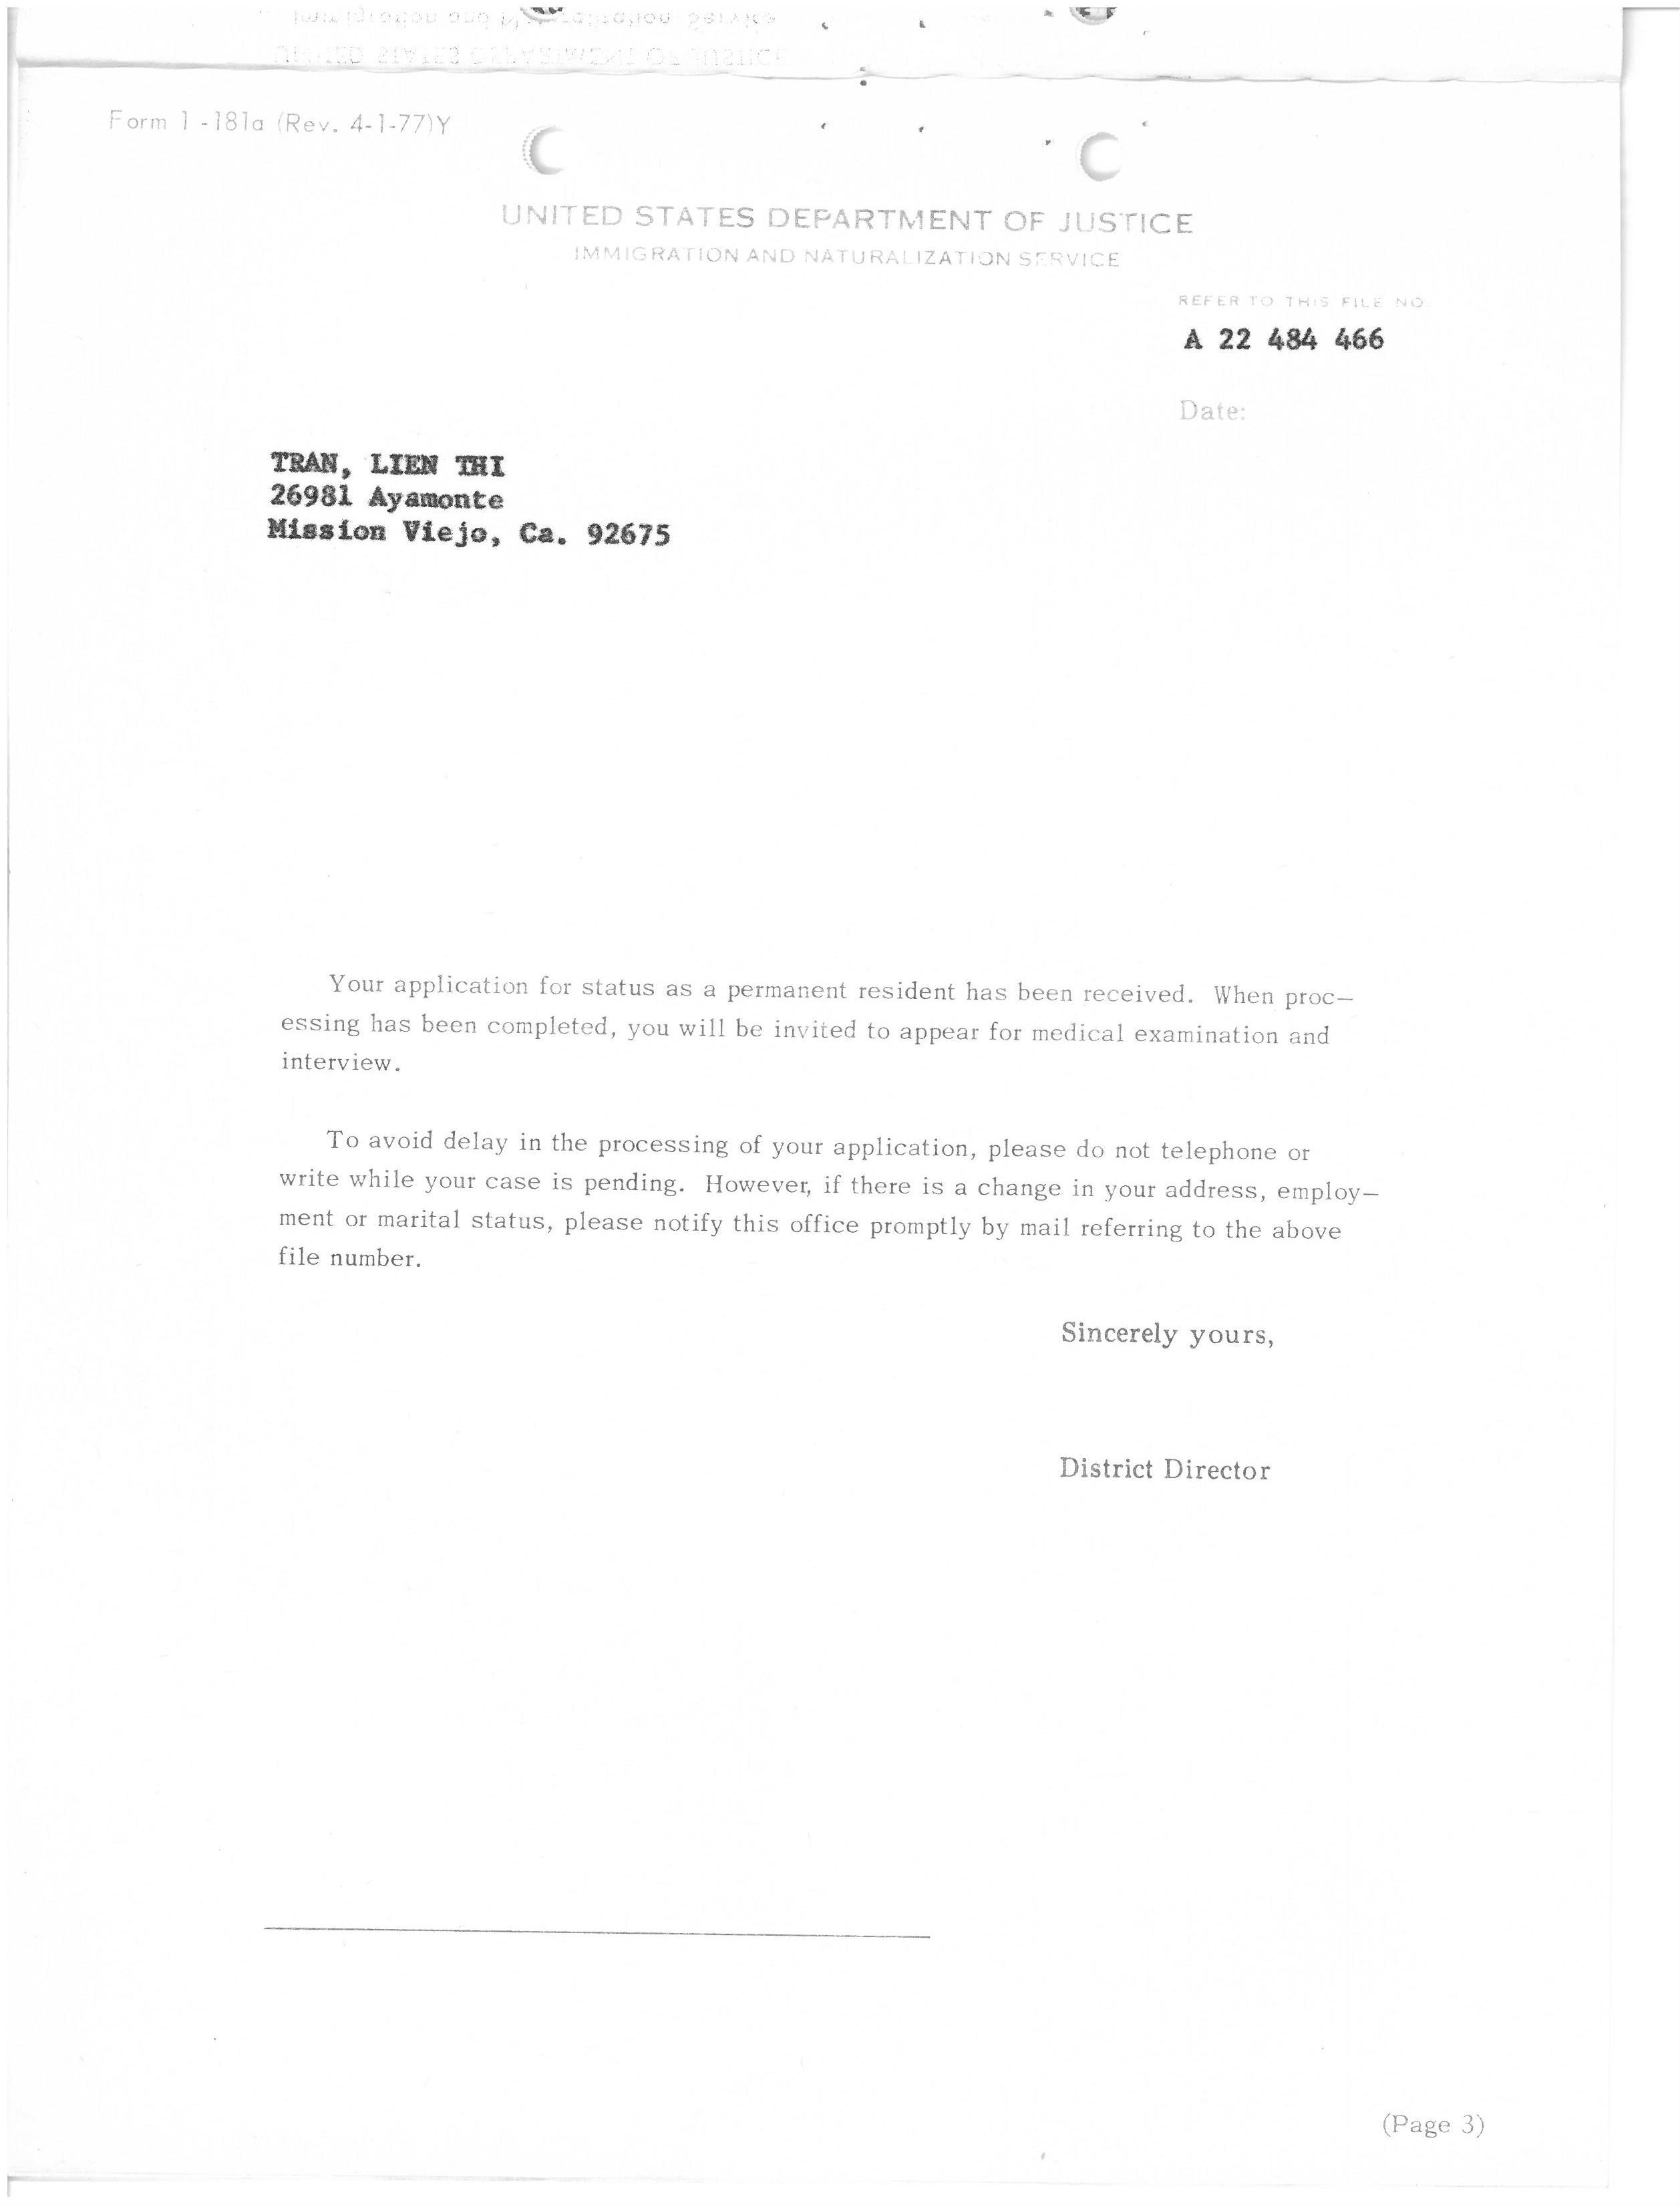 Form I-181a (Rev. 4-1-77)Y
UNITED STATES DEPARTMENT OF JUSTICE
IMMIGRATION AND NATURALIZATION SERVICE
REFER TO THIS FILE NO.
A 22 484 466
Date:
TRAN, LIEN THI
26981 Ayamonte
Mission Viejo, Ca. 92675
Your application for status as a permanent resident has been received. When proc-
essing has been completed, you will be invited to appear for medical examination and
interview.
To avoid delay in the processing of your application, please do not telephone or
write while your case is pending. However, if there is a change in your address, employ-
ment or marital status, please notify this office promptly by mail referring to the above
file number.
Sincerely yours,
District Director
(Page 3)